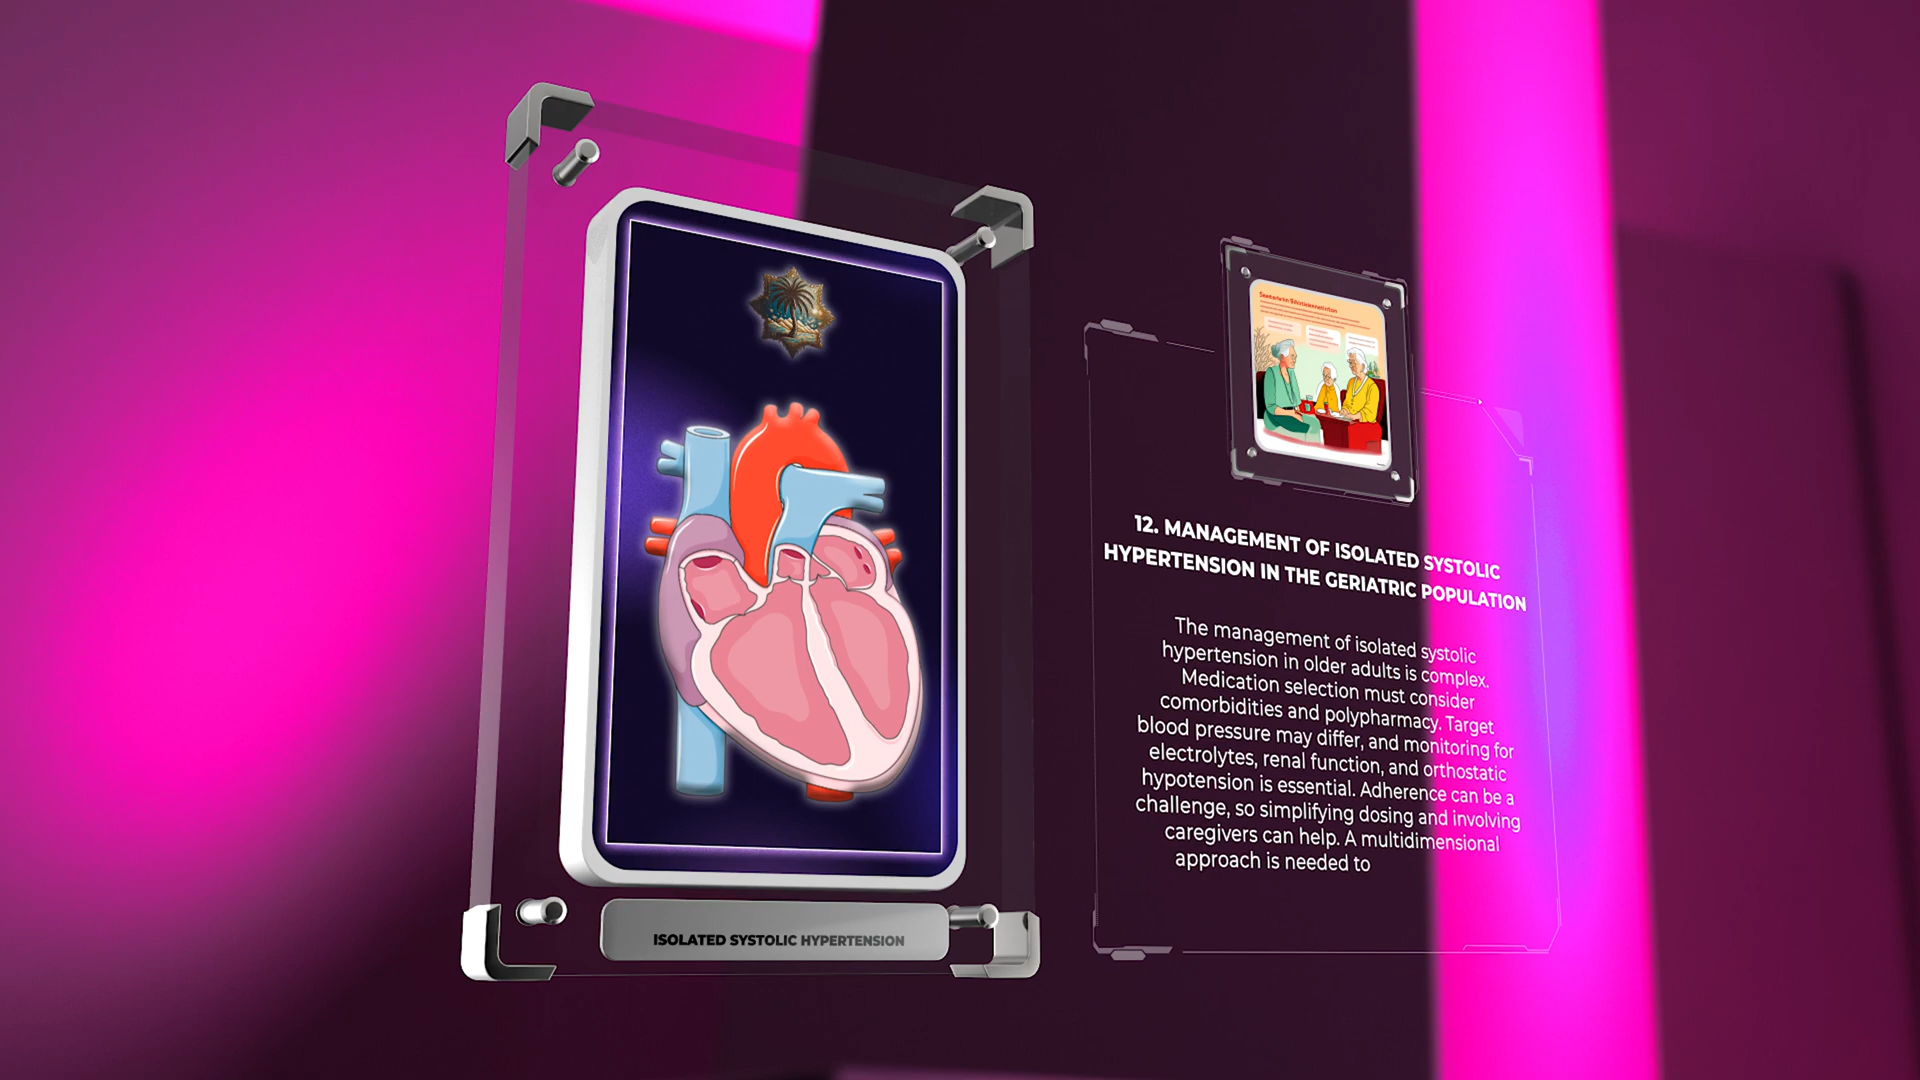 ISOLATED SYSTOLIC HYPERTENSION
12. MANAGEMENT OF ISOLATED SYSTOLIC
HYPERTENSION IN THE GERIATRIC POPULATION
The management of isolated systolic
hypertension in older adults is complex.
Medication selection must consider
comorbidities and polypharmacy. Target
blood pressure may differ, and monitoring for
electrolytes, renal function, and orthostatic
hypotension is essential. Adherence can be a
challenge, so simplifying dosing and involving
caregivers can help. A multidimensional
approach is needed to